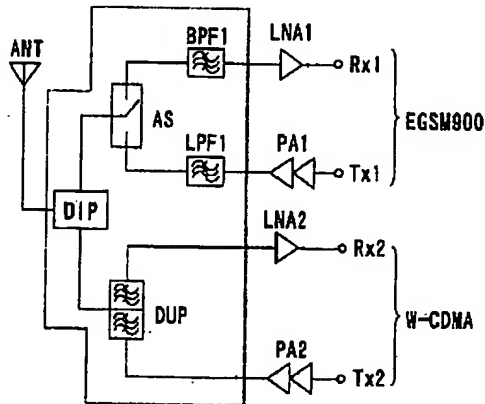 ANT
BPF1
LNA1
Rx1
AS
EGSM900
LPF1
PA1
Tx1
DIP
LNA2
Rx2
DUP
W-CDMA
PA2
Tx2